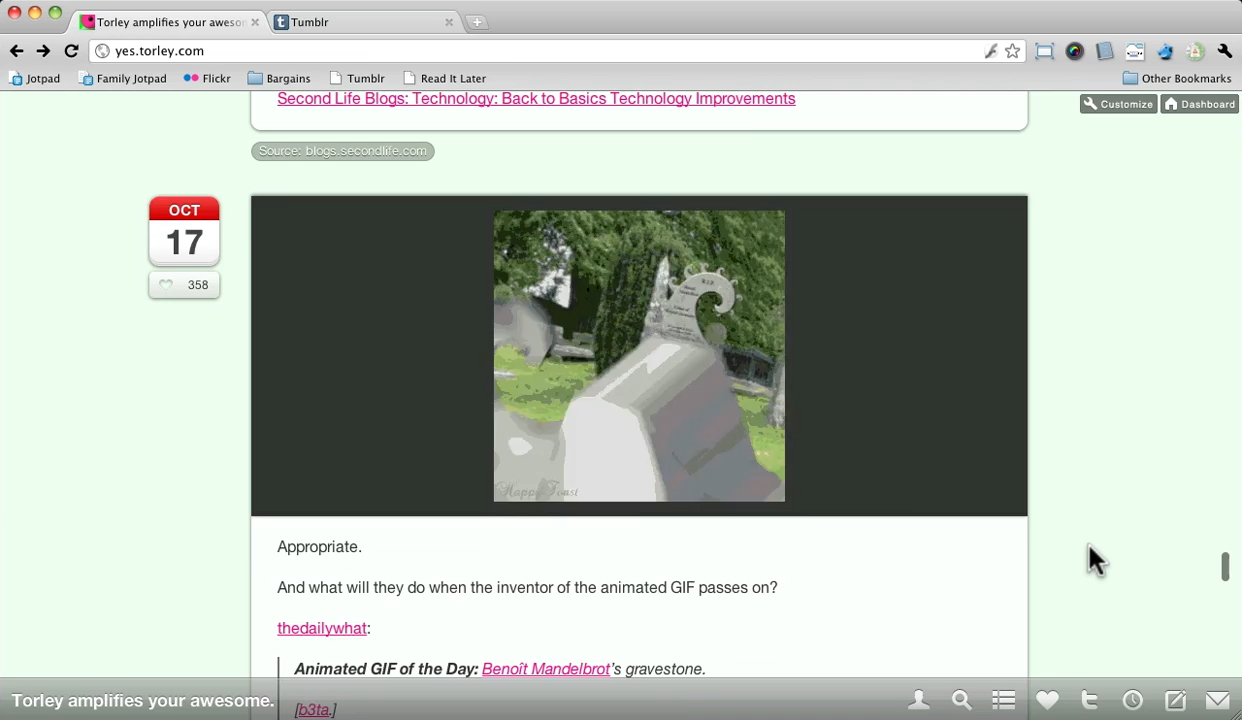 Torley amplifies your aweso
Tumblr
yes.torley.com
Jotpad
Family Jotpad
Flickr
Bargains
Tumblr
Read It Later
Other Bookmarks
Second Life Blogs: Technology: Back to Basics Technology Improvements
Customize
Dashboard
Source: blogs.secondlife.com
OCT
17
358
R.I.P.
Happy Toast
Appropriate.
And what will they do when the inventor of the animated GIF passes on?
thedailywhat:
Animated GIF of the Day: Benoît Mandelbrot's gravestone.
[b3ta.]
Torley amplifies your awesome.